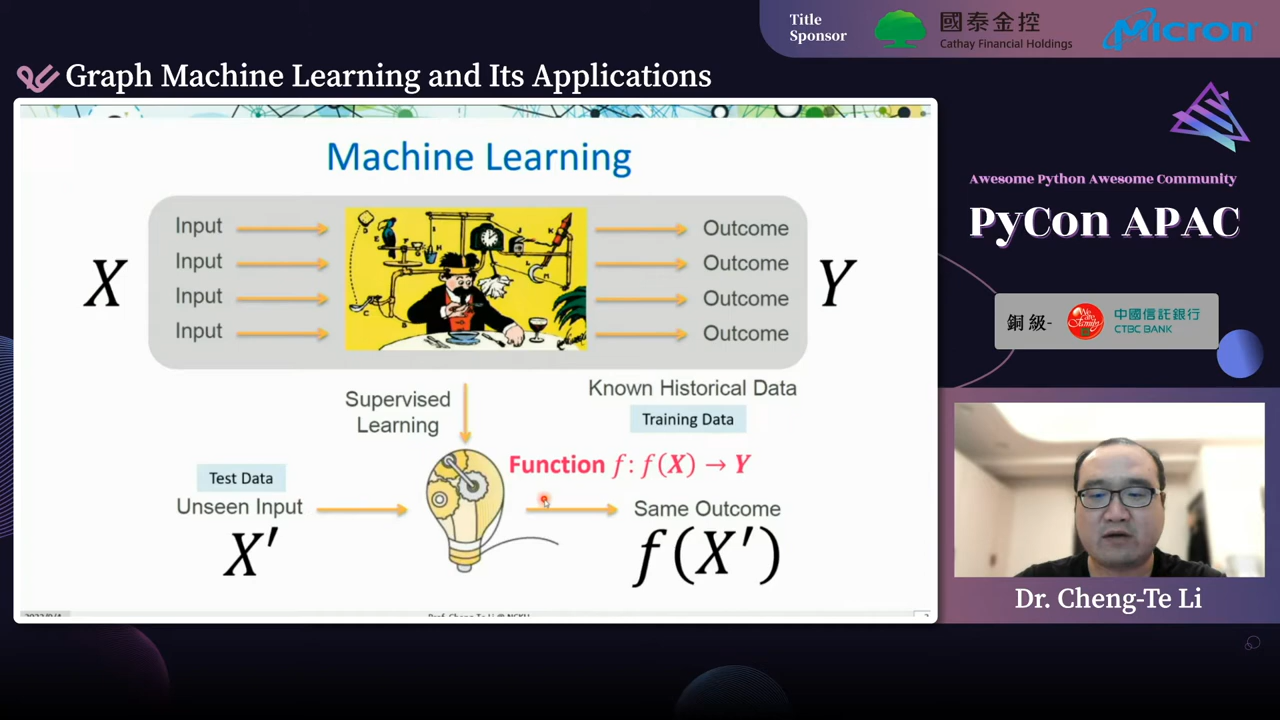 Title
Sponsor
國泰金控
Cathay Financial Holdings
Micron
Graph Machine Learning and Its Applications
Machine Learning
X
Input
Input
Input
Input
Outcome
Outcome
Outcome
Outcome
Y
Supervised
Learning
Known Historical Data
Training Data
Function f: f(X) → Y
Test Data
Unseen Input
X′
Same Outcome
f(X′)
Awesome Python Awesome Community
PyCon APAC
銅級-
We are Family
中國信託銀行
CTBC BANK
Dr. Cheng-Te Li